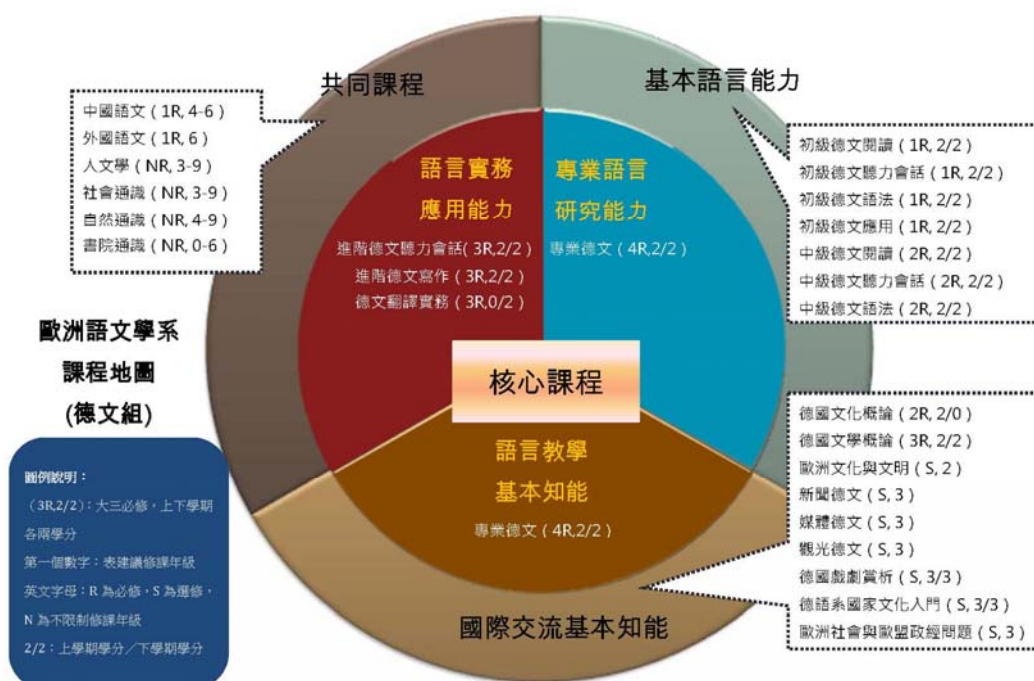 共同課程
中國語文（1R, 4-6）
外國語文（1R, 6）
人文學（NR, 3-9）
社會通識（NR, 3-9）
自然通識（NR, 4-9）
書院通識（NR, 0-6）
基本語言能力
初級德文閱讀（1R, 2/2）
初級德文聽力會話（1R, 2/2）
初級德文語法（1R, 2/2）
初級德文應用（1R, 2/2）
中級德文閱讀（2R, 2/2）
中級德文聽力會話（2R, 2/2）
中級德文語法（2R, 2/2）
語言實務
應用能力
進階德文聽力會話(3R,2/2）
進階德文寫作（3R,2/2）
德文翻譯實務（3R,0/2）
專業語言
研究能力
專業德文（4R,2/2）
核心課程
語言教學
基本知能
專業德文（4R,2/2）
國際交流基本知能
德國文化概論（2R, 2/0）
德國文學概論（3R, 2/2）
歐洲文化與文明（S, 2）
新聞德文（S, 3）
媒體德文（S, 3）
觀光德文（S, 3）
德國戲劇賞析（S, 3/3）
德語系國家文化入門（S, 3/3）
歐洲社會與歐盟政經問題（S, 3）
歐洲語文學系
課程地圖
(德文組)
圖例說明：
（3R,2/2）：大三必修，上下學期
各兩學分
第一個數字：表建議修課年級
英文字母：R 為必修，S 為選修，
N 為不限制修課年級
2/2：上學期學分／下學期學分